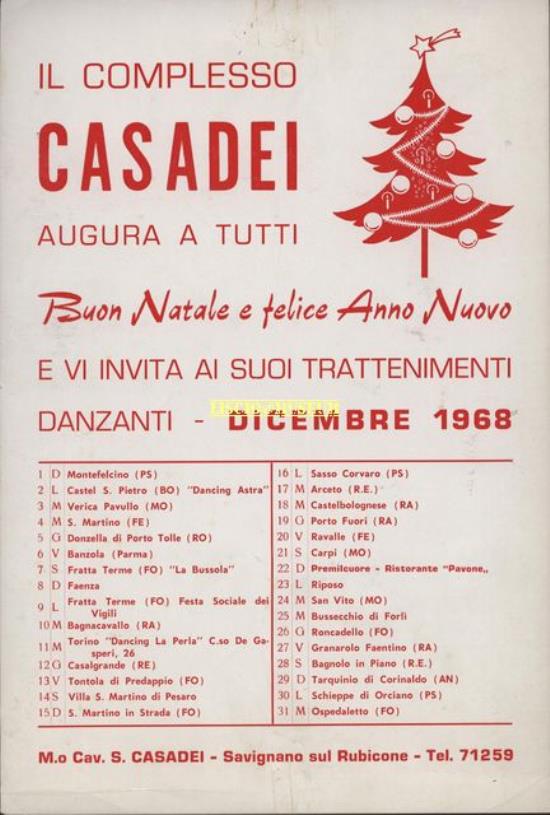 IL COMPLESSO
CASADEI
AUGURA A TUTTI
Buon Natale e felice Anno Nuovo
E VI INVITA AI SUOI TRATTENIMENTI
DANZANTI - DICEMBRE 1968
1 D Montefelcino (PS)
2 L Castel S. Pietro (BO) "Dancing Astra"
3 M Verica Pavullo (MO)
4 M S. Martino (FE)
5 G Donzella di Porto Tolle (RO)
6 V Banzola (Parma)
7 S Fratta Terme (FO) "La Bussola"
8 D Faenza
9 L Fratta Terme (FO) Festa Sociale dei
Vigili
10 M Bagnacavallo (RA)
11 M Torino "Dancing La Perla" C.so De Ga-
speri, 26
12 G Casalgrande (RE)
13 V Tontola di Predappio (FO)
14 S Villa S. Martino di Pesaro
15 D S. Martino in Strada (FO)
16 L Sasso Corvaro (PS)
17 M Arceto (R.E.)
18 M Castelbolognese (RA)
19 G Porto Fuori (RA)
20 V Ravalle (FE)
21 S Carpi (MO)
22 D Premilcuore - Ristorante "Pavone,,
23 L Riposo
24 M San Vito (MO)
25 M Bussecchio di Forlì
26 G Roncadello (FO)
27 V Granarolo Faentino (RA)
28 S Bagnolo in Piano (R.E.)
29 D Tarquinio di Corinaldo (AN)
30 L Schieppe di Orciano (PS)
31 M Ospedaletto (FO)
M.o Cav. S. CASADEI - Savignano sul Rubicone - Tel. 71259